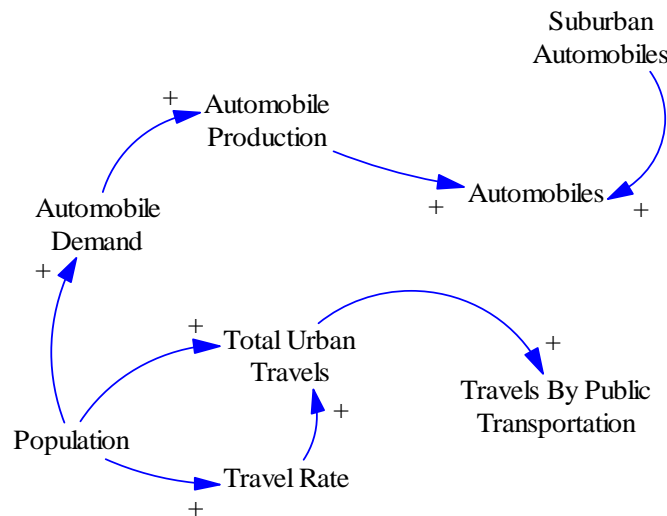 Suburban
Automobiles
+
Automobile
Production
Automobiles
+
+
Automobile
Demand
+
+
Total Urban
Travels
+
Travels By Public
Transportation
+
Population
Travel Rate
+